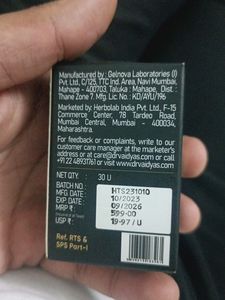 Manufactured by : Gelnova Laboratories (I)
Pvt. Ltd., C/125, TTC Ind. Area, Navi Mumbai,
Mahape - 400703, Taluka : Mahape, Dist. :
Thane Zone 7. Mfg Lic. No.: KD/AYU/196
Marketed by: Herbolab India Pvt. Ltd., F-15
Commerce Center, 78 Tardeo Road,
Mumbai Central, Mumbai - 400034,
Maharashtra.
For feedback or complaints, write to our
customer care manager at the marketer's
address or at care@drvaidyas.com or call
on +91 22 48931761 or visit www.drvaidyas.com
NET QTY. : 30 U
BATCH NO. : HTS231010
MFG. DATE : 10/2023
EXP. DATE : 09/2026
MRP ₹ : 599-00
USP ₹ : 19-97 / U
Ref. RTS &
SPS Part-I